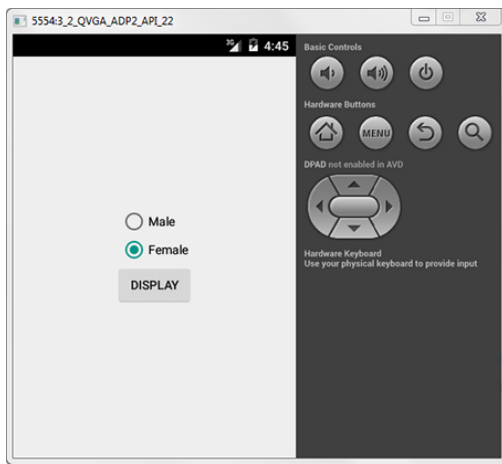 5554:3_2_QVGA_ADP2_API_22
3G 4:45
Basic Controls
Hardware Buttons
MENU
DPAD not enabled in AVD
Hardware Keyboard
Use your physical keyboard to provide input
Male
Female
DISPLAY